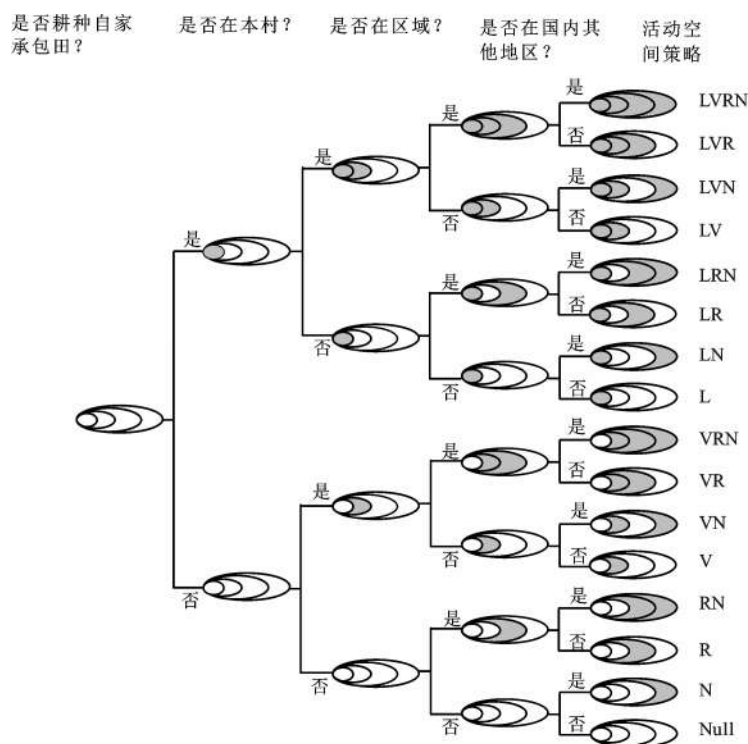 是否耕种自家
承包田？
是否在本村？
是否在区域？
是否在国内其
他地区？
活动空
间策略
是
LVRN
是
否
LVR
是
是
LVN
否
否
LV
是
是
LRN
是
否
LR
否
是
LN
否
否
L
是
VRN
是
否
VR
是
是
VN
否
否
V
否
是
RN
是
否
R
否
是
N
否
否
Null